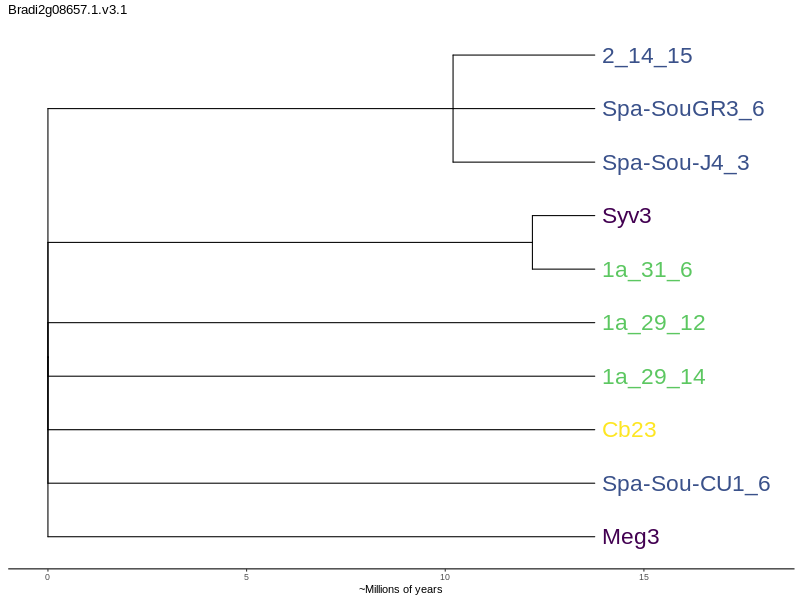 Bradi2g08657.1.v3.1
2_14_15
Spa-SouGR3_6
Spa-Sou-J4_3
Syv3
1a_31_6
1a_29_12
1a_29_14
Cb23
Spa-Sou-CU1_6
Meg3
0 5 10 15
~Millions of years